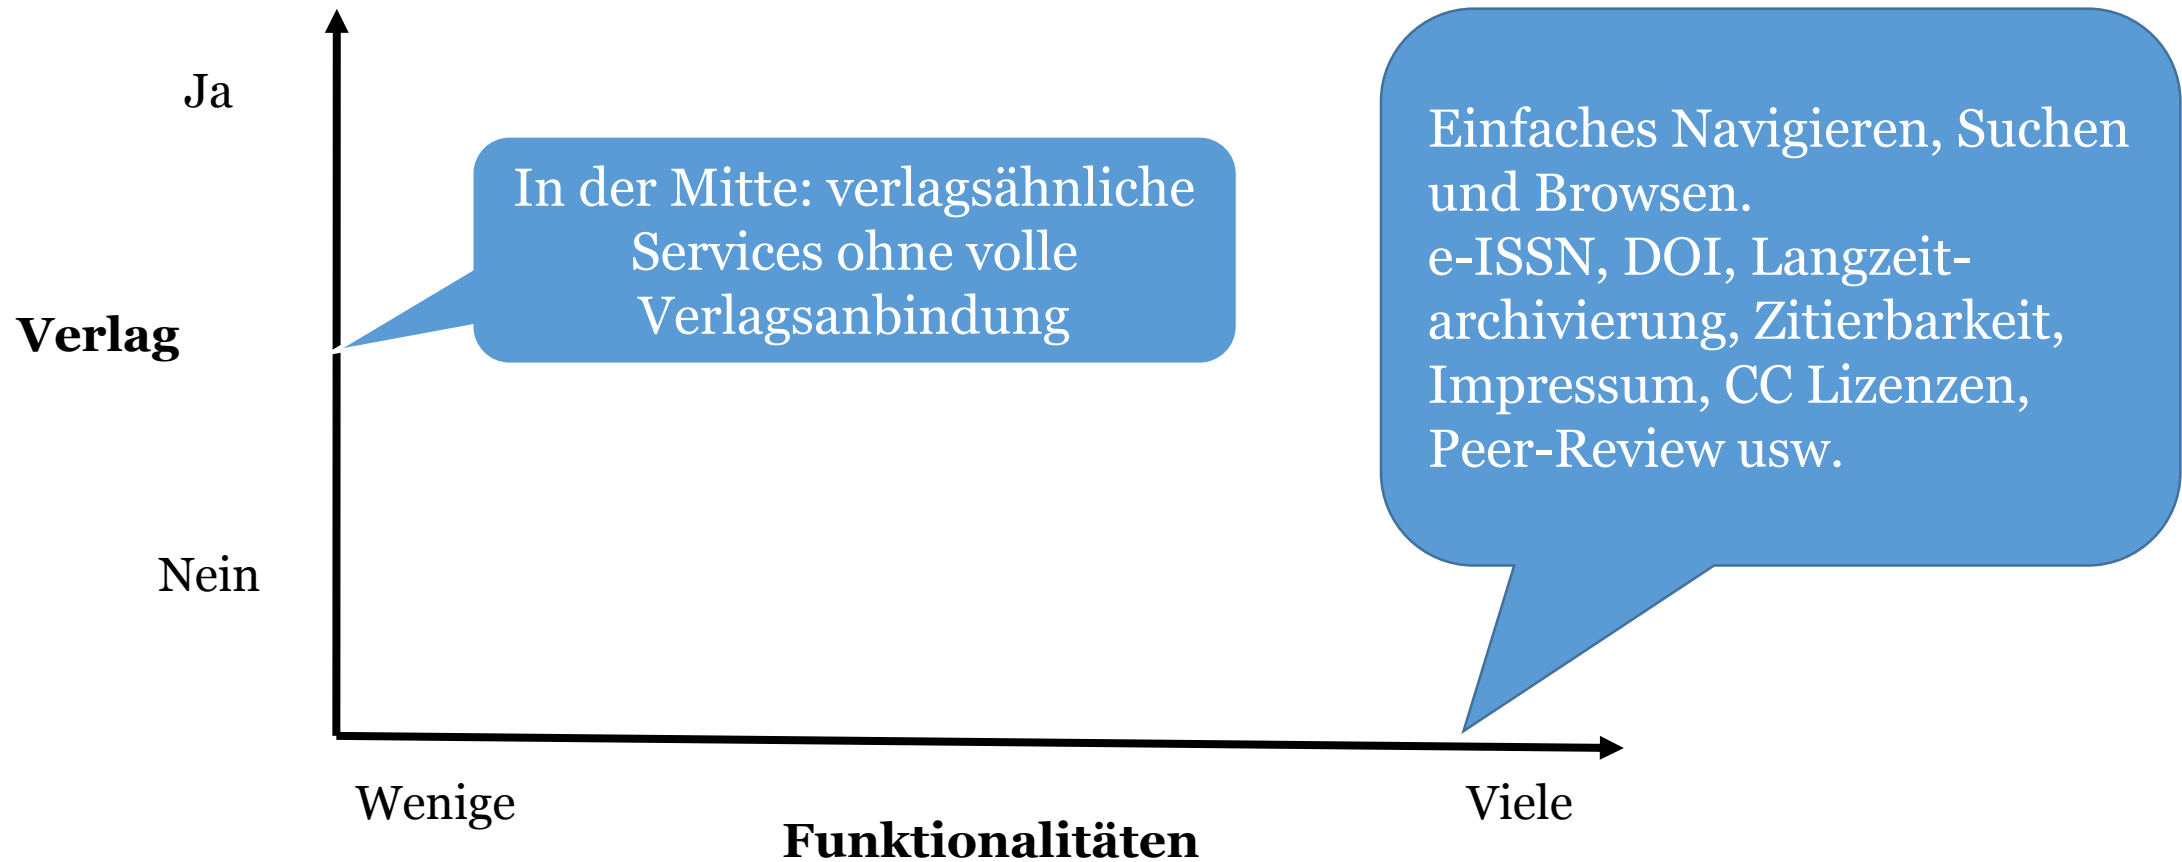 Ja
In der Mitte: verlagsähnliche
Services ohne volle
Verlagsanbindung
Einfaches Navigieren, Suchen
und Browsen.
e-ISSN, DOI, Langzeit-
archivierung, Zitierbarkeit,
Impressum, CC Lizenzen,
Peer-Review usw.
Verlag
Nein
Wenige
Viele
Funktionalitäten